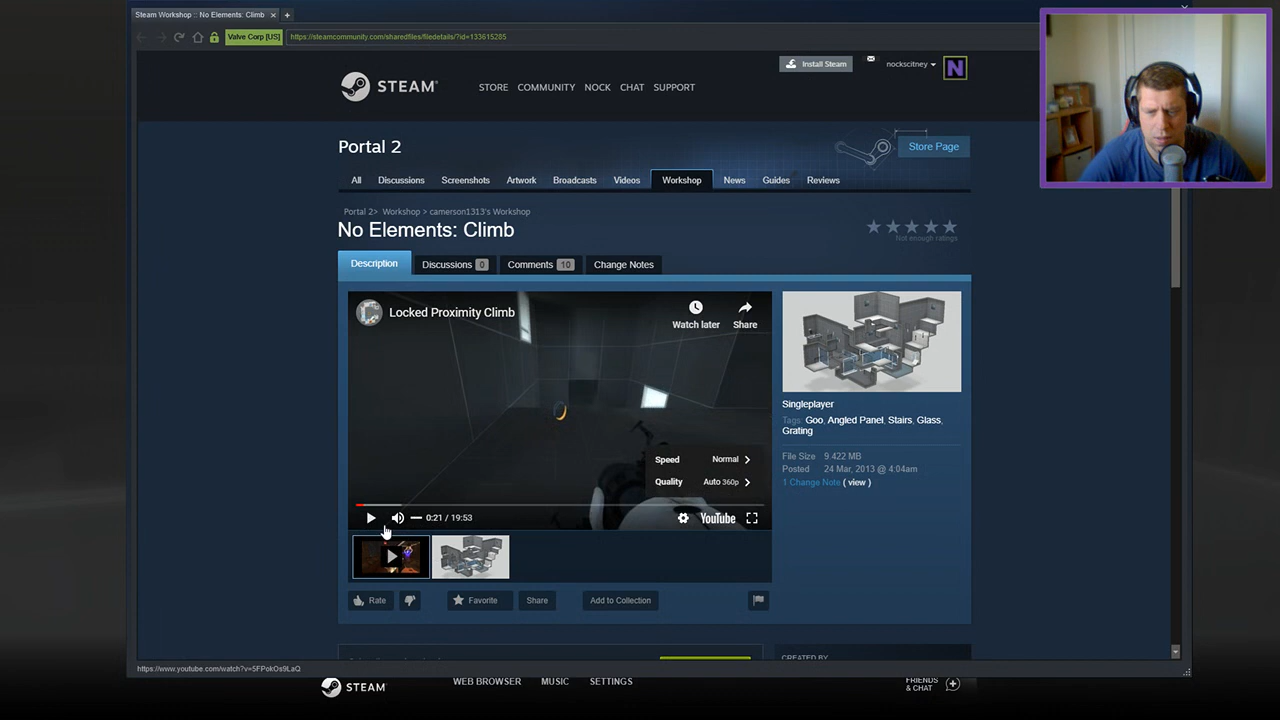 Steam Workshop :: No Elements: Climb
Valve Corp [US]
https://steamcommunity.com/sharedfiles/filedetails/?id=133615285
Install Steam
nockscitney
N
STEAM
STORE COMMUNITY NOCK CHAT SUPPORT
Portal 2
Store Page
All Discussions Screenshots Artwork Broadcasts Videos Workshop News Guides Reviews
Portal 2> Workshop > camerson1313's Workshop
No Elements: Climb
Not enough ratings
Description Discussions 0 Comments 10 Change Notes
Locked Proximity Climb
Watch later Share
Speed Normal
Quality Auto 360p
0:21 / 19:53
YouTube
Singleplayer
Tags: Goo, Angled Panel, Stairs, Glass,
Grating
File Size 9.422 MB
Posted 24 Mar, 2013 @ 4:04am
1 Change Note ( view )
Rate Favorite Share Add to Collection
CREATED BY
https://www.youtube.com/watch?v=5FPokOs9LaQ
STEAM
WEB BROWSER MUSIC SETTINGS
FRIENDS
& CHAT